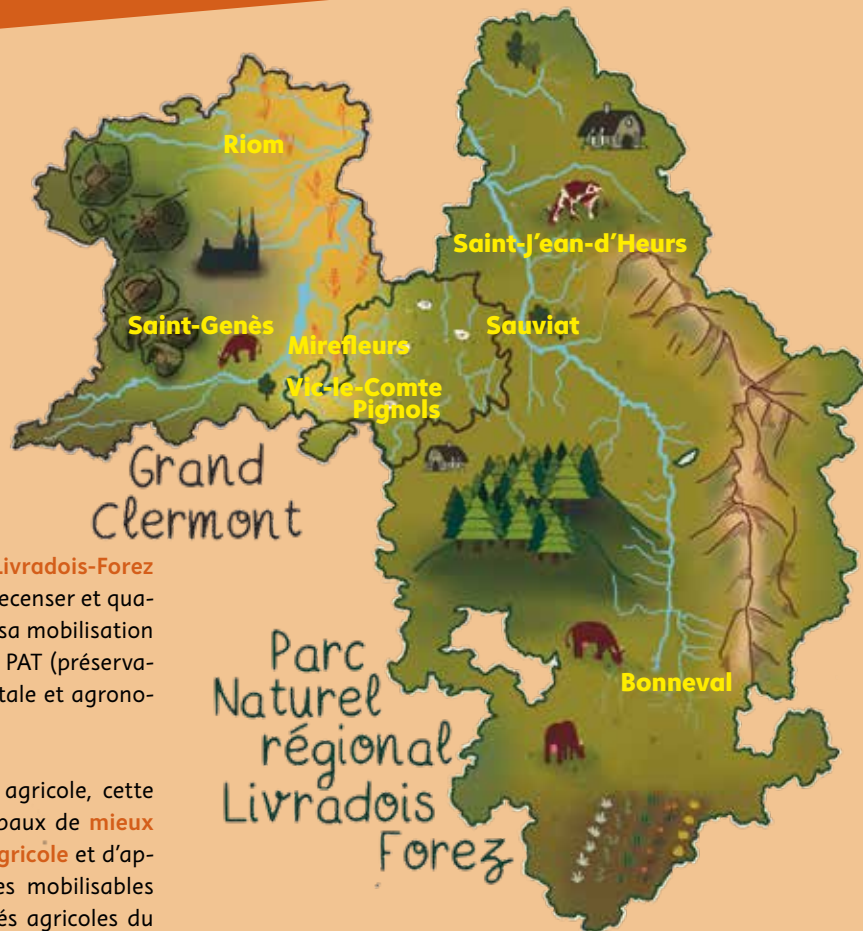 Riom
Saint-J'ean-d'Heurs
Saint-Genès
Sauviat
Mirefleurs
Vic-le-Comte
Pignols
Grand
Clermont
Livradois-Forez
ecenser et qua-
sa mobilisation
PAT (préserva-
tale et agrono-
Parc
Naturel
régional
Livradois
Forez
Bonneval
agricole, cette
paux de mieux
gricole et d'ap-
es mobilisables
és agricoles du